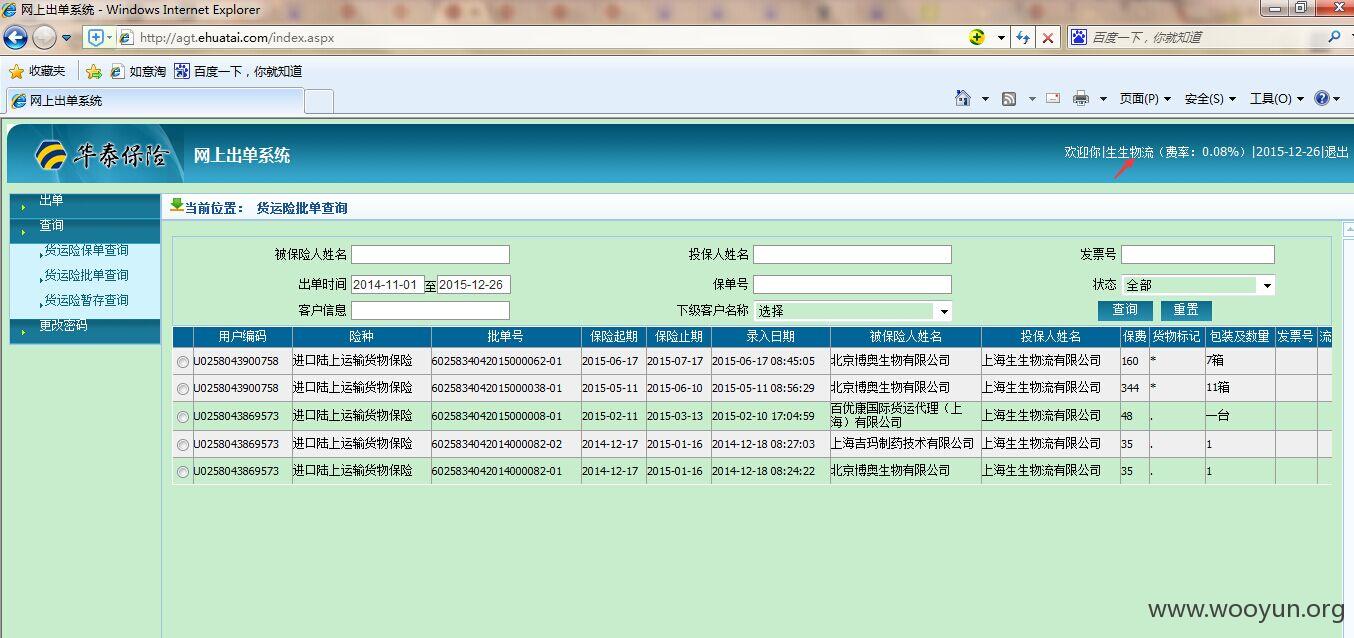 网上出单系统 - Windows Internet Explorer
http://agt.ehuatai.com/index.aspx
百度一下，你就知道
收藏夹 如意淘 百度一下，你就知道
网上出单系统
页面(P) 安全(S) 工具(O)
华泰保险 网上出单系统
欢迎你|生生物流（费率：0.08%）|2015-12-26|退出
出单
查询
货运险保单查询
货运险批单查询
货运险暂存查询
更改密码
当前位置： 货运险批单查询
被保险人姓名 投保人姓名 发票号
出单时间 2014-11-01 至 2015-12-26 保单号 状态 全部
客户信息 下级客户名称 选择 查询 重置
用户编码 险种 批单号 保险起期 保险止期 录入日期 被保险人姓名 投保人姓名 保费 货物标记 包装及数量 发票号 流
U0258043900758 进口陆上运输货物保险 6025834042015000062-01 2015-06-17 2015-07-17 2015-06-17 08:45:05 北京博奥生物有限公司 上海生生物流有限公司 160 * 7箱
U0258043900758 进口陆上运输货物保险 6025834042015000038-01 2015-05-11 2015-06-10 2015-05-11 08:56:29 北京博奥生物有限公司 上海生生物流有限公司 344 * 11箱
U0258043869573 进口陆上运输货物保险 6025834042015000008-01 2015-02-11 2015-03-13 2015-02-10 17:04:59 百优康国际货运代理（上海）有限公司 上海生生物流有限公司 48 . 一台
U0258043869573 进口陆上运输货物保险 6025834042014000082-02 2014-12-17 2015-01-16 2014-12-18 08:27:03 上海吉玛制药技术有限公司 上海生生物流有限公司 35 . 1
U0258043869573 进口陆上运输货物保险 6025834042014000082-01 2014-12-17 2015-01-16 2014-12-18 08:24:22 北京博奥生物有限公司 上海生生物流有限公司 35 . 1
www.wooyun.org